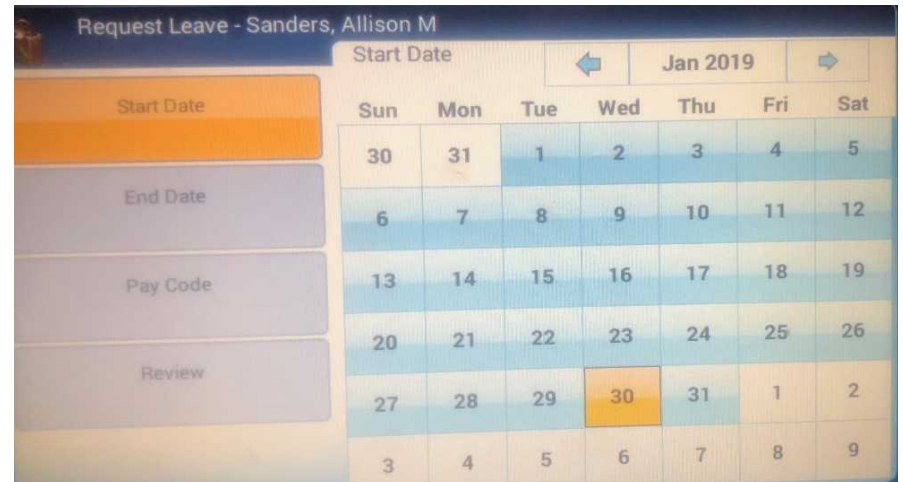 Request Leave - Sanders, Allison M
Start Date
End Date
Pay Code
Review
Start Date
Jan 2019
Sun Mon Tue Wed Thu Fri Sat
30 31 1 2 3 4 5
6 7 8 9 10 11 12
13 14 15 16 17 18 19
20 21 22 23 24 25 26
27 28 29 30 31 1 2
3 4 5 6 7 8 9